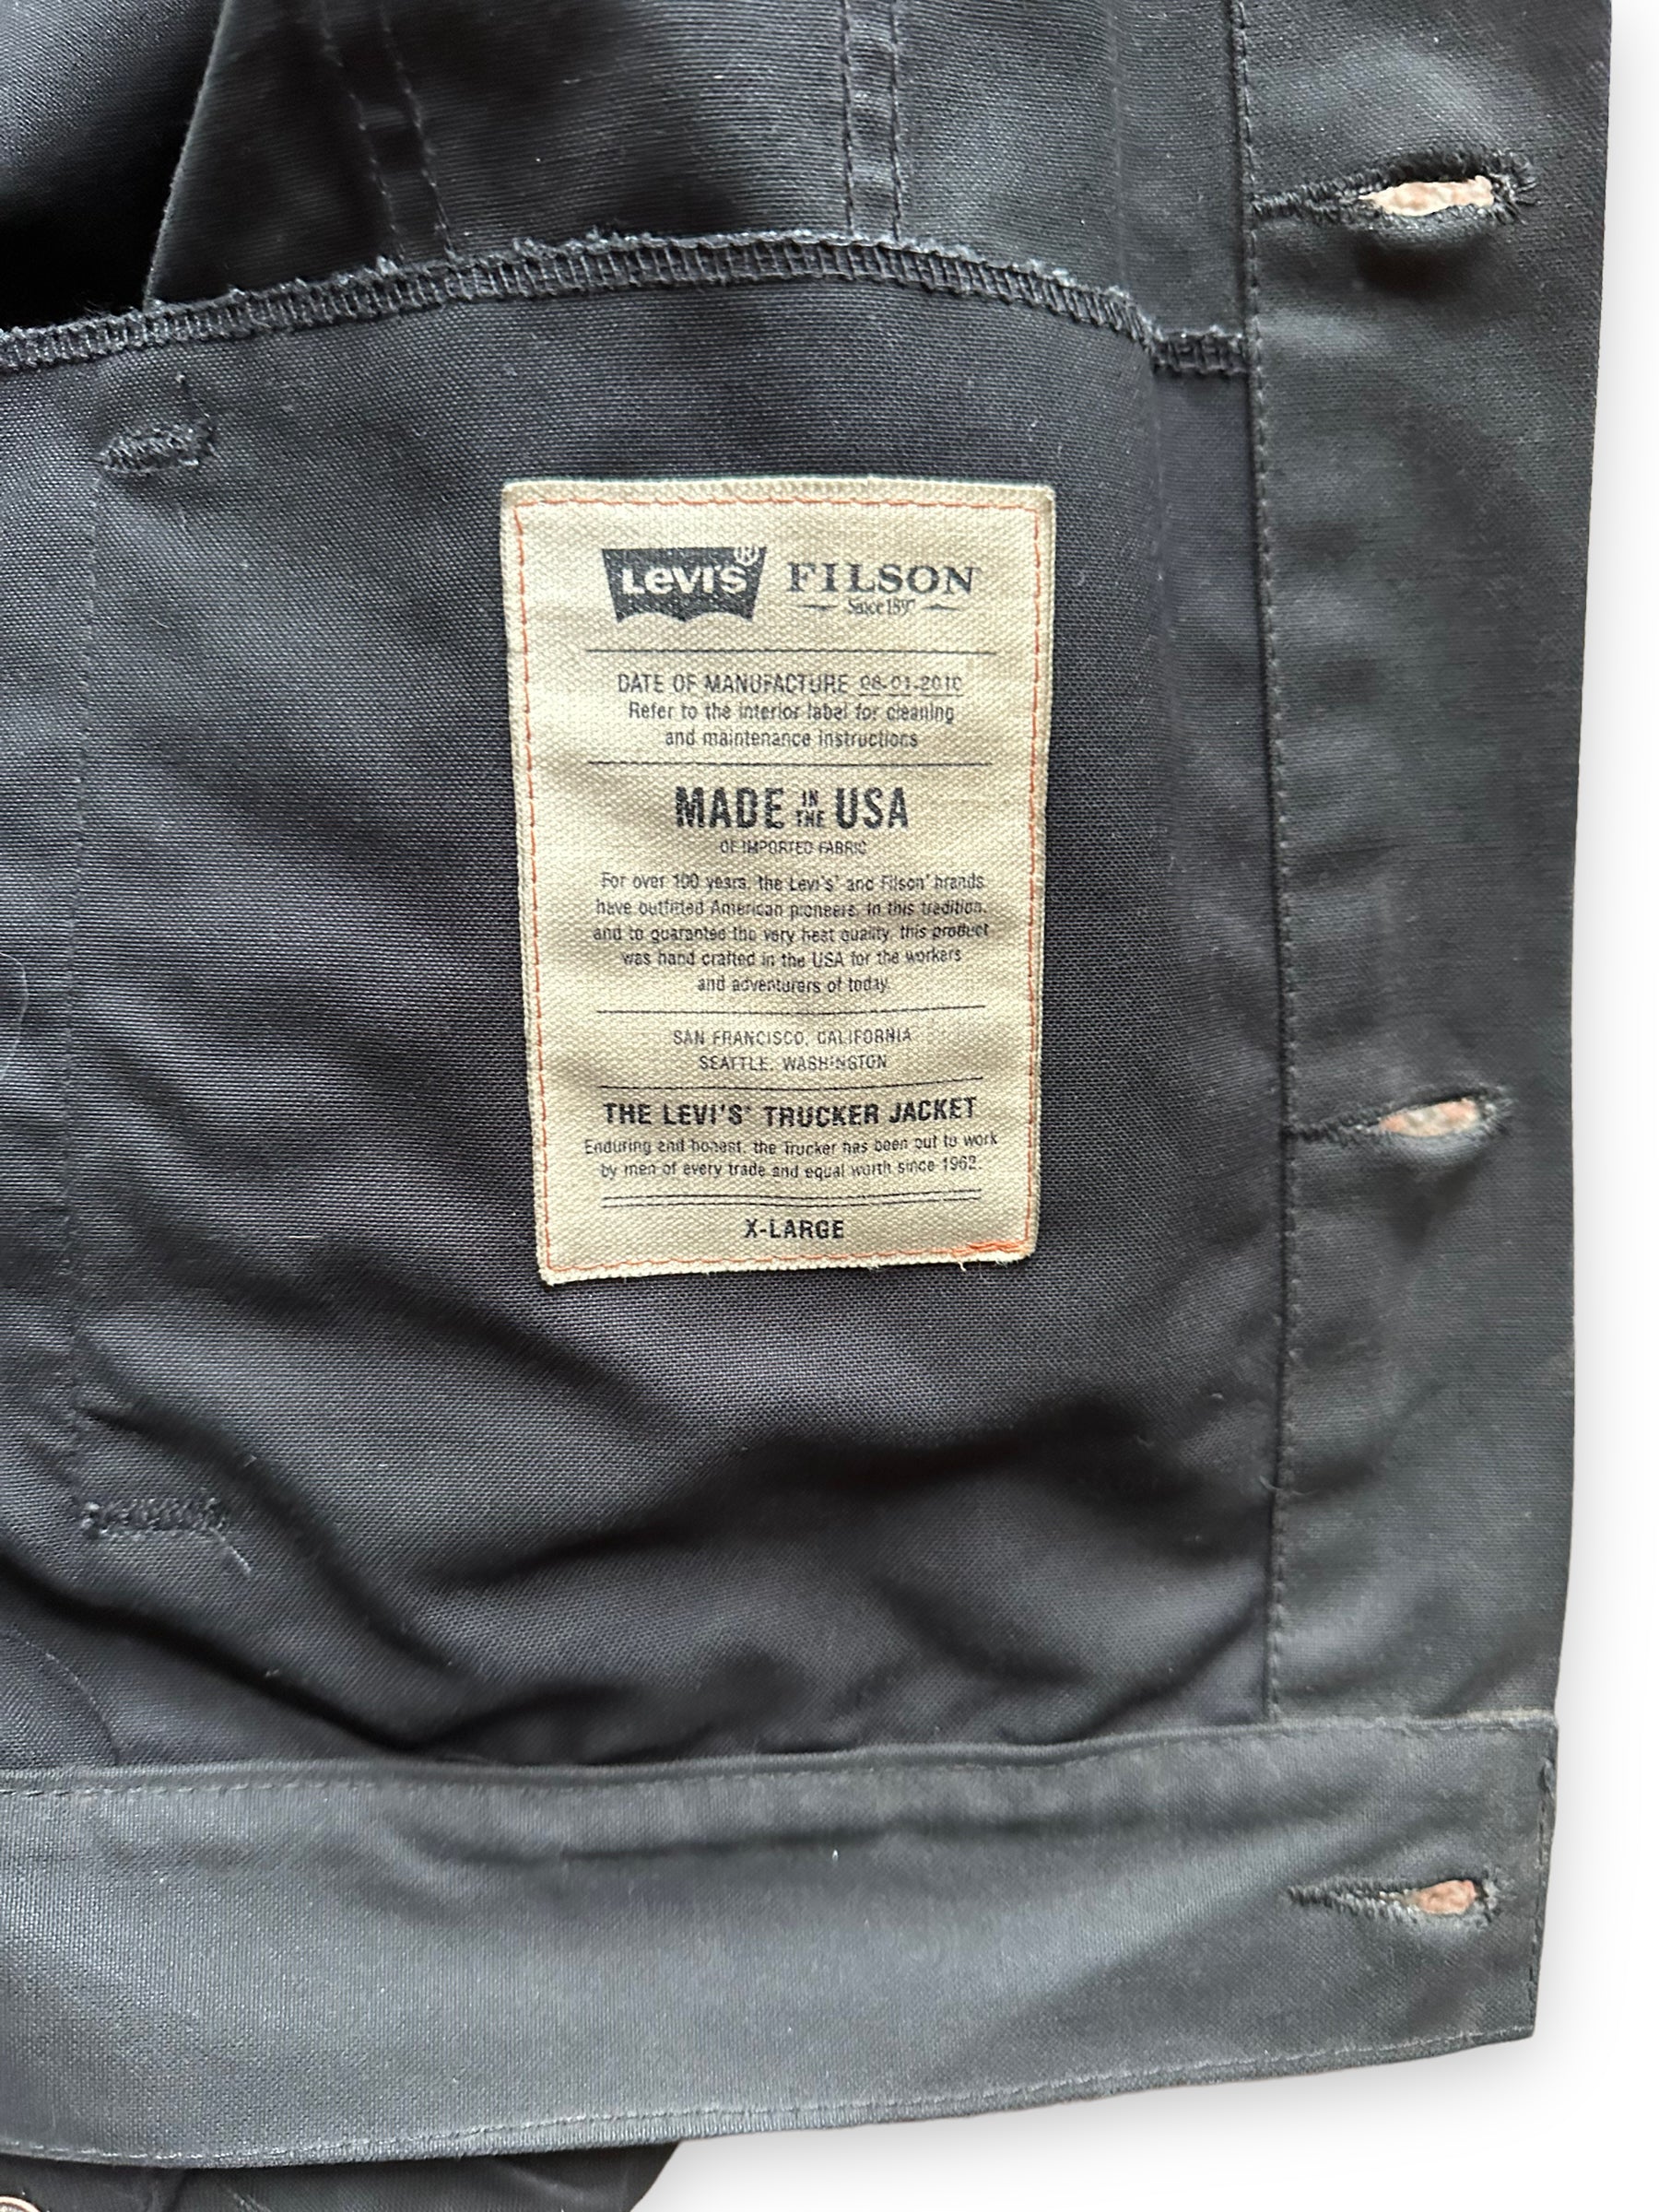 LEVI'S® FILSON
Since 1897
DATE OF MANUFACTURE 08-01-2010
Refer to the interior label for cleaning
and maintenance instructions
MADE IN THE USA
OF IMPORTED FABRIC
For over 100 years, the Levi's® and Filson® brands
have outfitted American pioneers. In this tradition,
and to guarantee the very best quality, this product
was hand crafted in the USA for the workers
and adventurers of today.
SAN FRANCISCO, CALIFORNIA
SEATTLE, WASHINGTON
THE LEVI'S® TRUCKER JACKET
Enduring and honest, the Trucker has been put to work
by men of every trade and equal worth since 1962.
X-LARGE